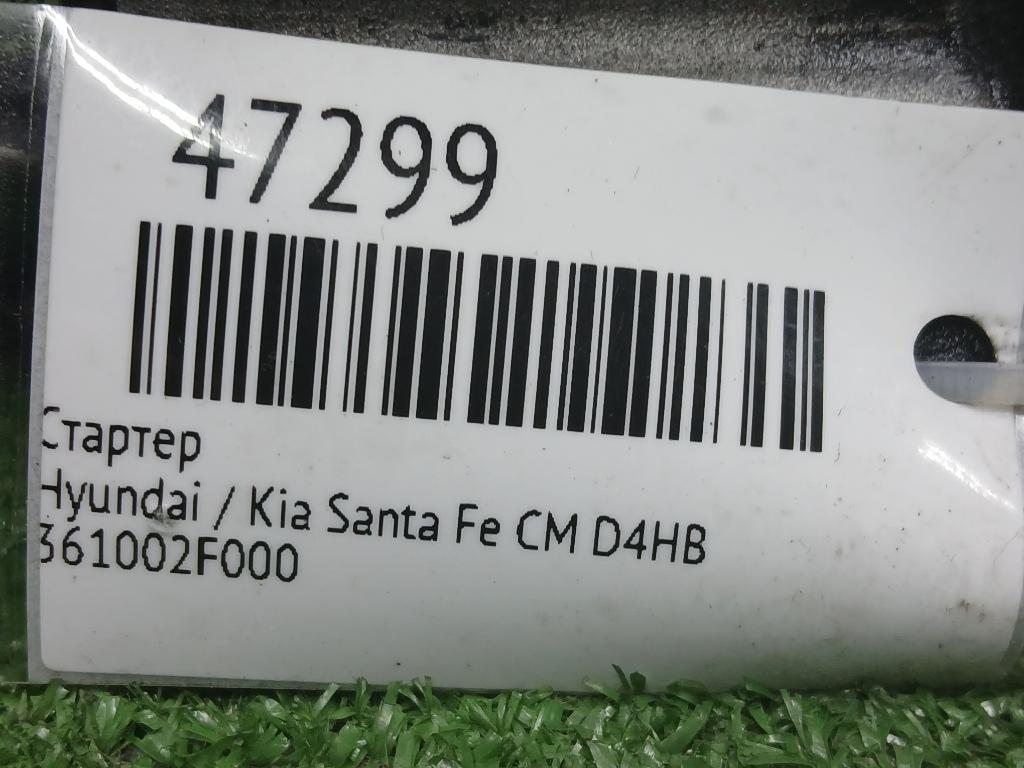 47299
Стартер
Hyundai / Kia Santa Fe CM D4HB
361002F000